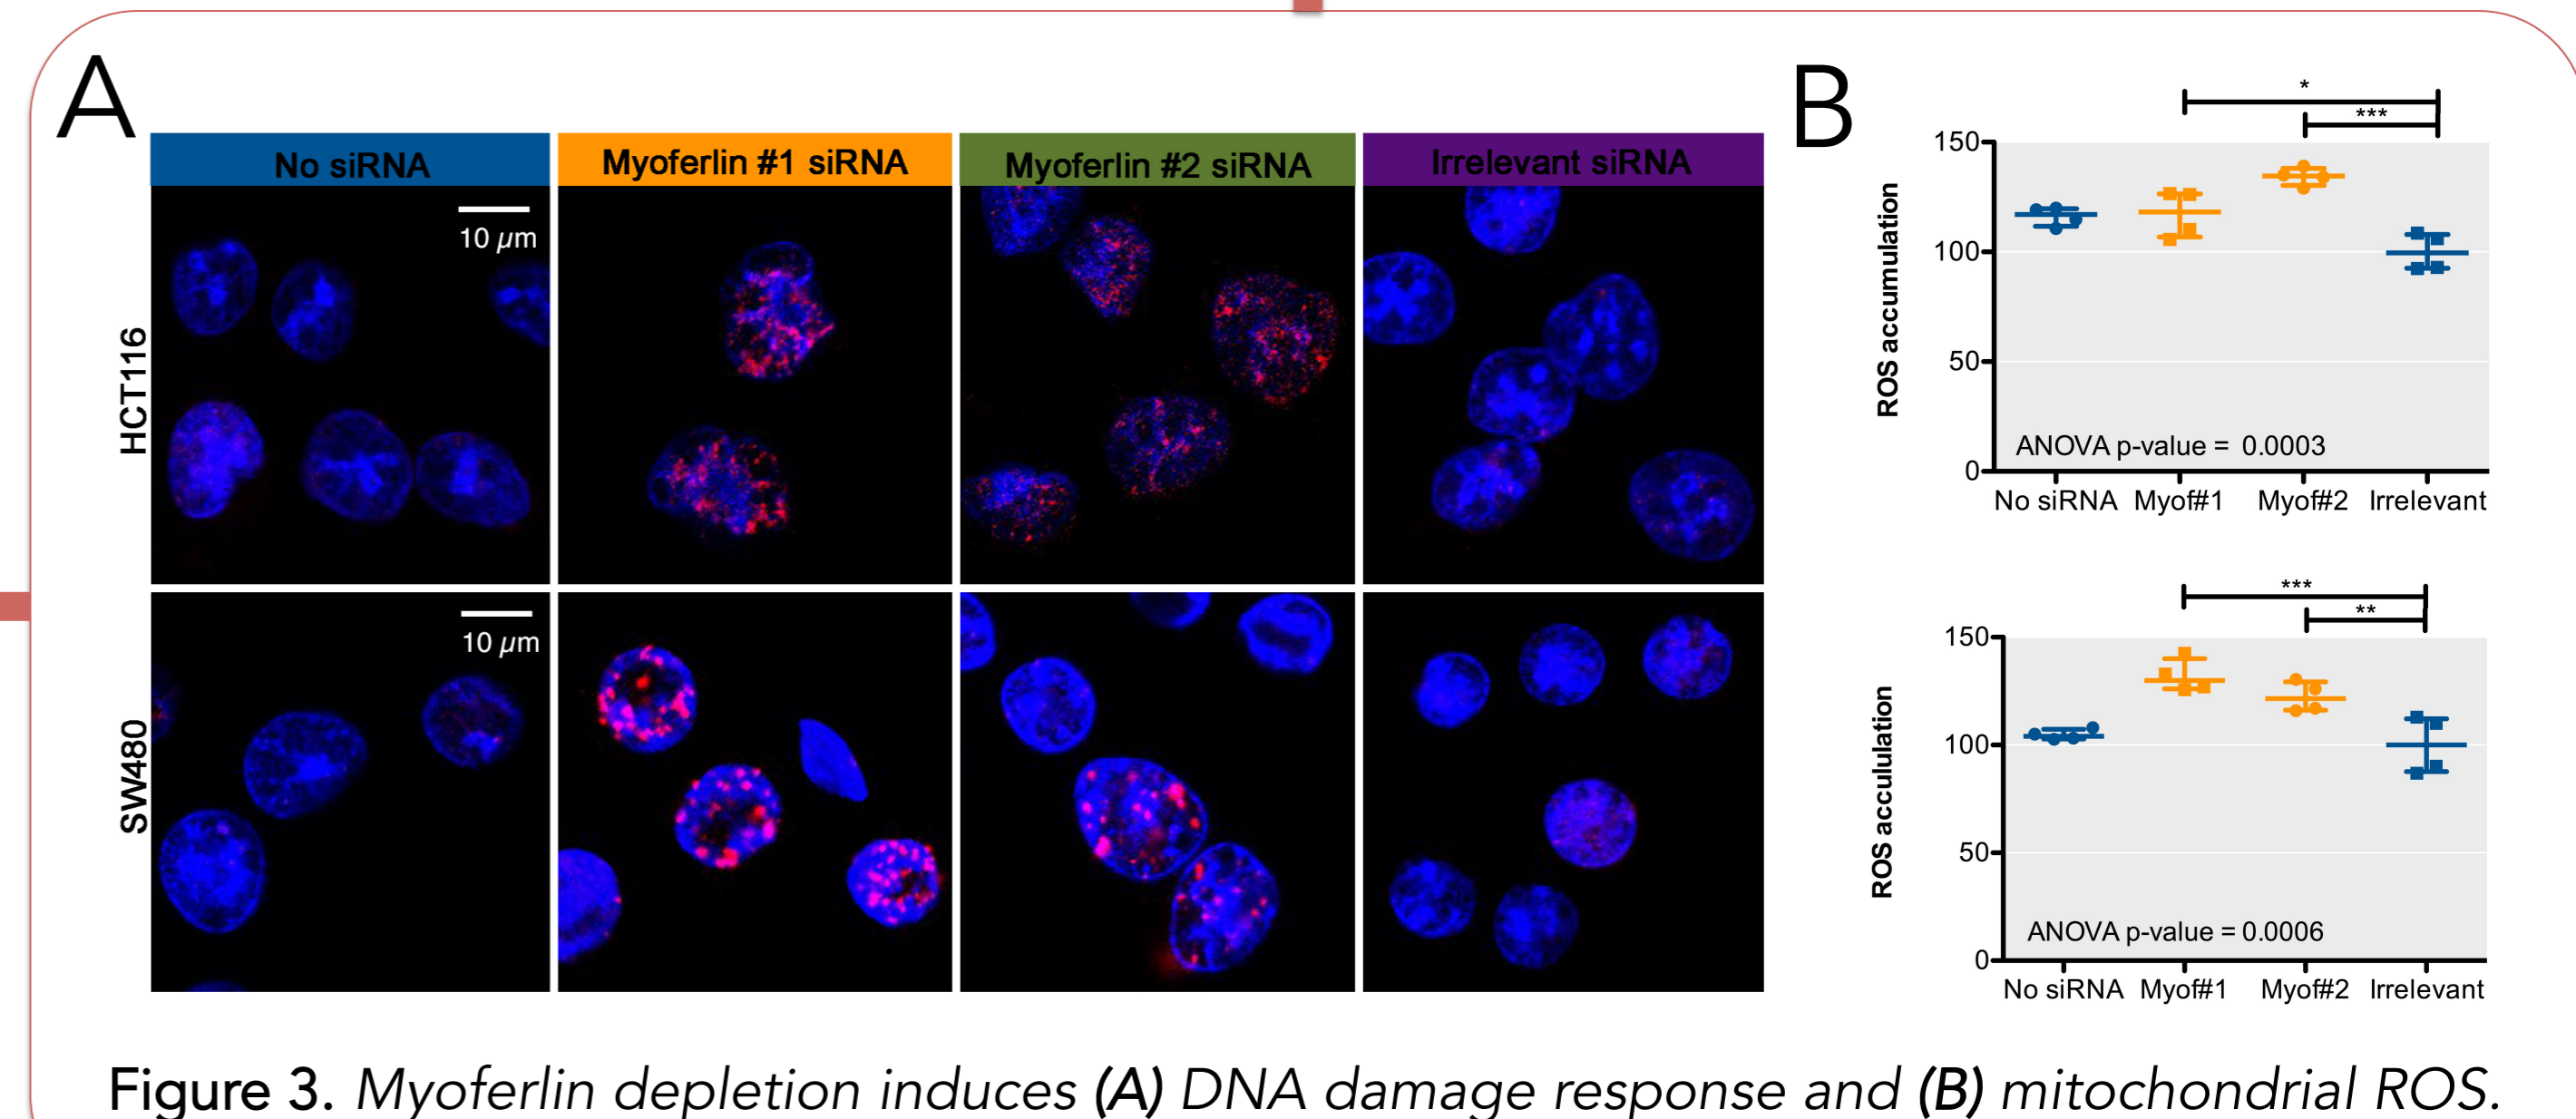 A
B
No siRNA
Myoferlin #1 siRNA
Myoferlin #2 siRNA
Irrelevant siRNA
HCT116
10 µm
SW480
10 µm
*
***
150
100
50
0
ROS accumulation
ANOVA p-value = 0.0003
No siRNA Myof#1 Myof#2 Irrelevant
***
**
150
100
50
0
ROS accululation
ANOVA p-value = 0.0006
No siRNA Myof#1 Myof#2 Irrelevant
Figure 3. Myoferlin depletion induces (A) DNA damage response and (B) mitochondrial ROS.